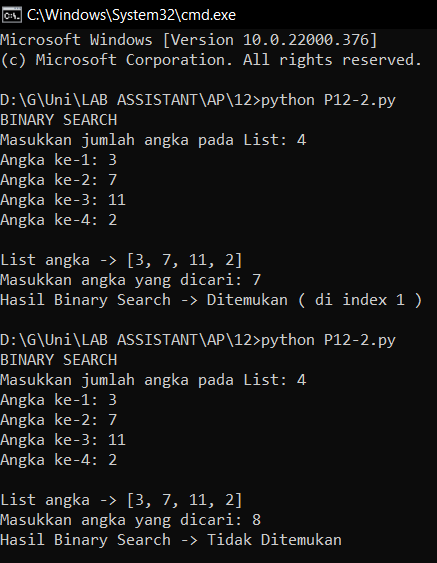 C:\Windows\System32\cmd.exe
Microsoft Windows [Version 10.0.22000.376]
(c) Microsoft Corporation. All rights reserved.
D:\G\Uni\LAB ASSISTANT\AP\12>python P12-2.py
BINARY SEARCH
Masukkan jumlah angka pada List: 4
Angka ke-1: 3
Angka ke-2: 7
Angka ke-3: 11
Angka ke-4: 2
List angka -> [3, 7, 11, 2]
Masukkan angka yang dicari: 7
Hasil Binary Search -> Ditemukan ( di index 1 )
D:\G\Uni\LAB ASSISTANT\AP\12>python P12-2.py
BINARY SEARCH
Masukkan jumlah angka pada List: 4
Angka ke-1: 3
Angka ke-2: 7
Angka ke-3: 11
Angka ke-4: 2
List angka -> [3, 7, 11, 2]
Masukkan angka yang dicari: 8
Hasil Binary Search -> Tidak Ditemukan